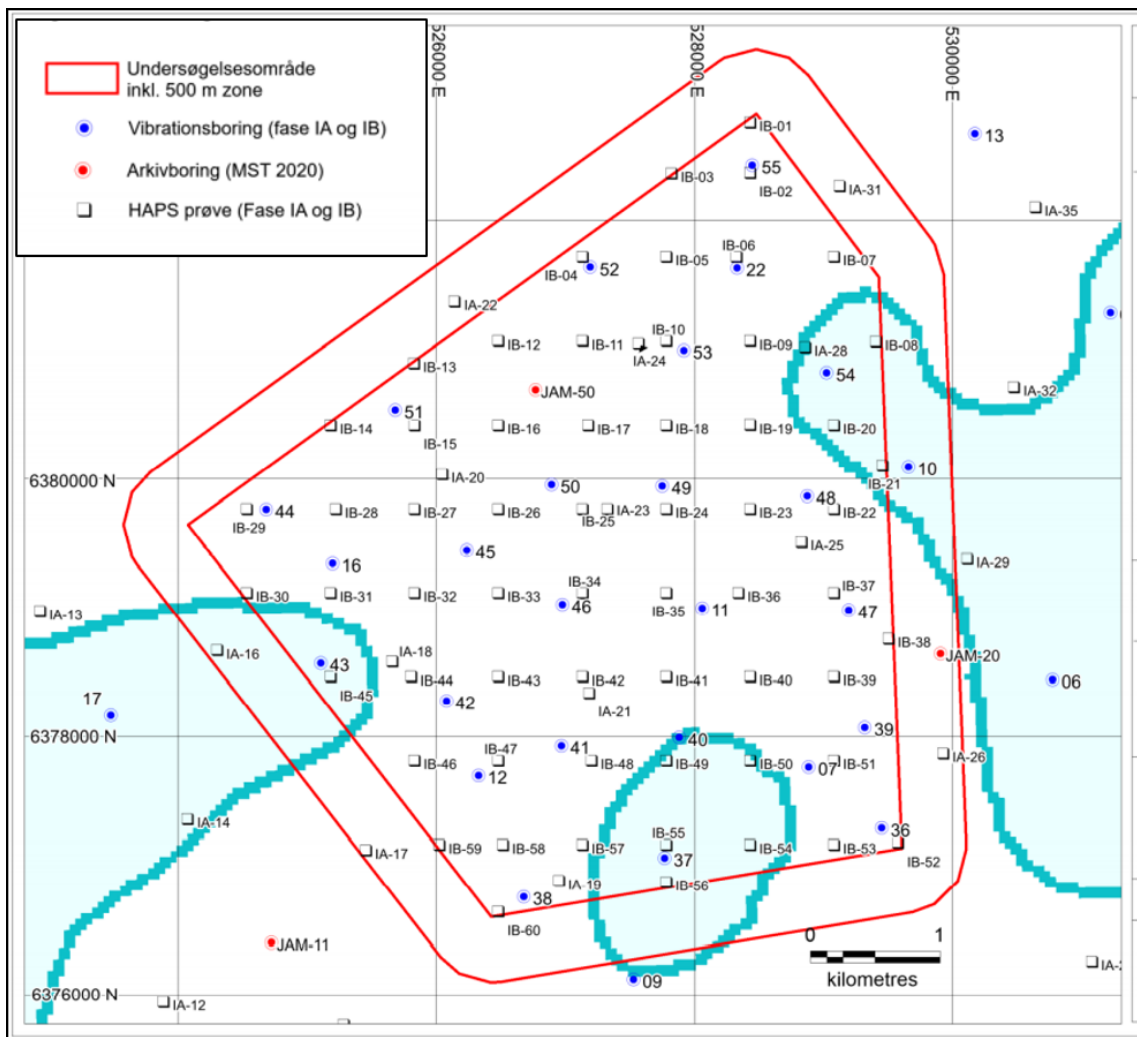 Undersøgelsesområde
inkl. 500 m zone
Vibrationsboring (fase IA og IB)
Arkivboring (MST 2020)
HAPS prøve (Fase IA og IB)
526000 E
528000 E
530000 E
IB-01
13
55
IB-03
IB-02
IA-31
IA-35
IB-04
52
IB-05
IB-06
22
IB-07
IA-22
IB-12
IB-11
IB-10
IA-24
53
IB-09
IA-28
IB-08
IB-13
JAM-50
54
IA-32
51
IB-14
IB-15
IB-16
IB-17
IB-18
IB-19
IB-20
6380000 N
IA-20
50
49
48
IB-21
10
IB-29
44
IB-28
IB-27
IB-26
IB-25
IA-23
IB-24
IB-23
IB-22
45
IA-25
IA-29
16
IB-30
IB-31
IB-32
IB-33
IB-34
46
IB-35
11
IB-36
IB-37
47
IA-13
IA-16
43
IA-18
IB-38
JAM-20
IB-45
IB-44
IB-43
IB-42
IB-41
IB-40
IB-39
06
17
42
IA-21
6378000 N
41
40
39
IB-46
IB-47
12
IB-48
IB-49
IB-50
07
IB-51
IA-26
IA-14
36
IA-17
IB-59
IB-58
IB-57
IB-55
37
IB-54
IB-53
IB-52
38
IA-19
IB-56
IB-60
JAM-11
0
1
kilometres
09
6376000 N
IA-12